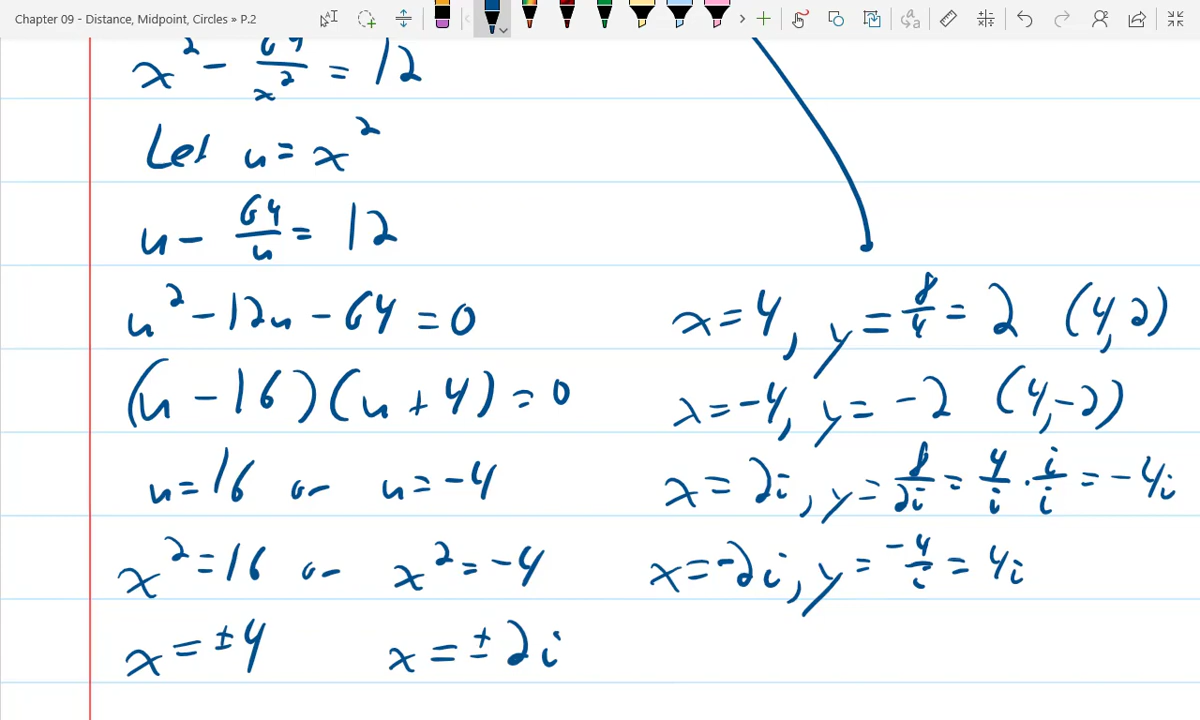 Chapter 09 - Distance, Midpoint, Circles » P.2
x² - 64/x² = 12
Let u = x²
u - 64/u = 12
u² - 12u - 64 = 0
(u - 16)(u + 4) = 0
u = 16 or u = -4
x² = 16 or x² = -4
x = ±4 x = ±2i
x = 4, y = 8/4 = 2 (4,2)
x = -4, y = -2 (4,-2)
x = 2i, y = 8/2i = 4/i · i/i = -4i
x = -2i, y = -4/i = 4i